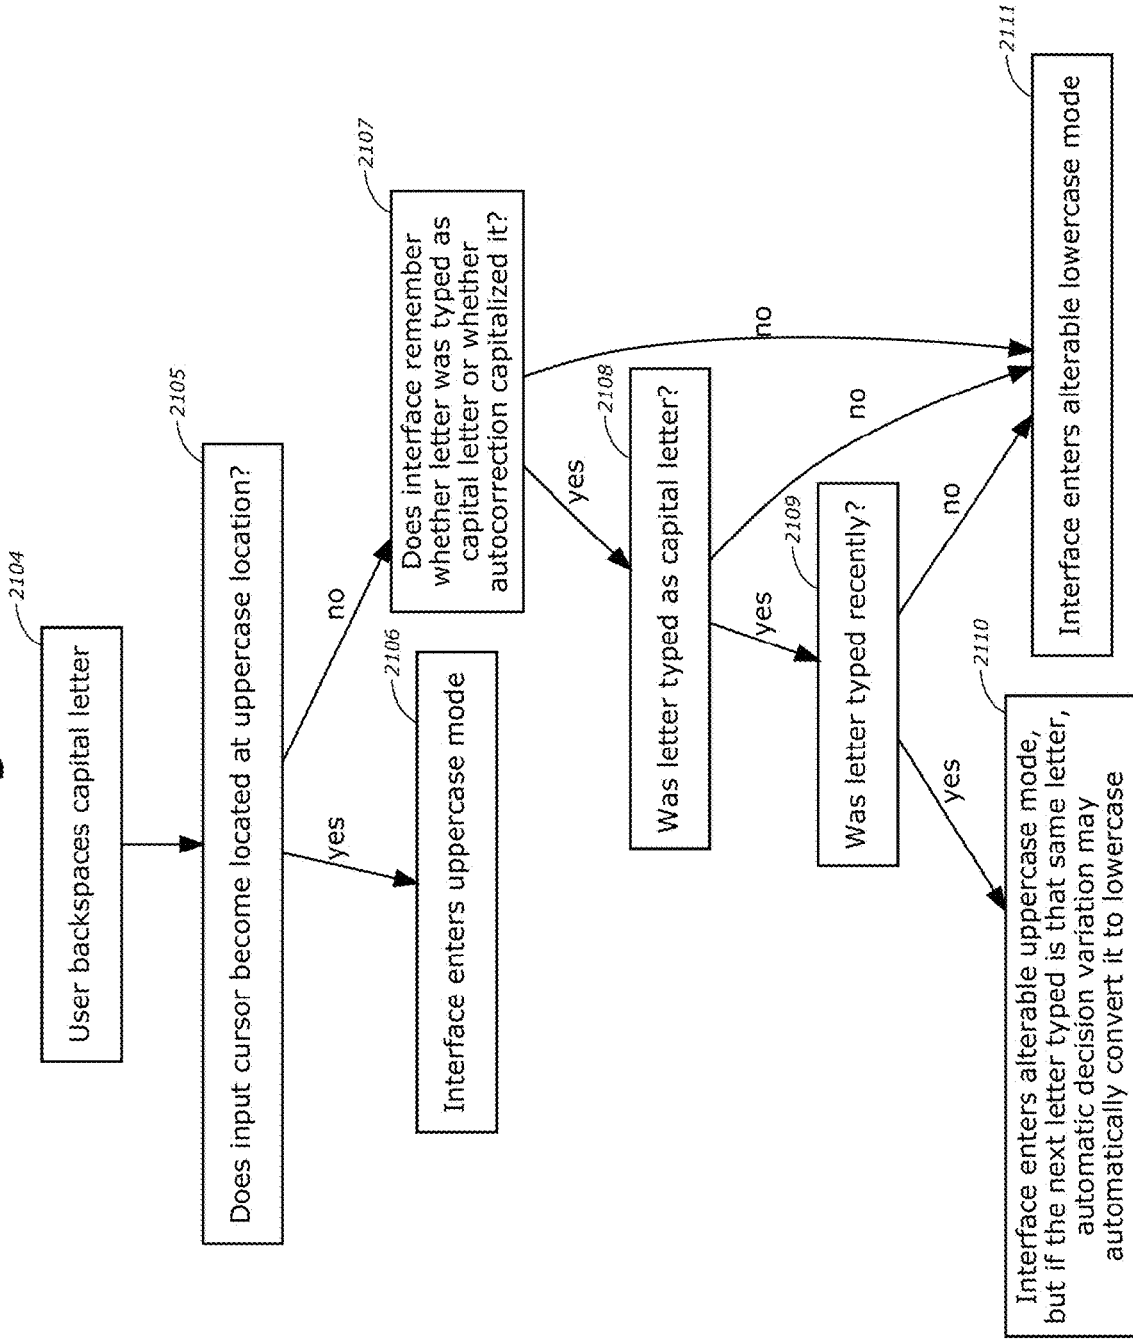 2104
User backspaces capital letter
2105
Does input cursor become located at uppercase location?
yes
no
2106
Interface enters uppercase mode
2107
Does interface remember
whether letter was typed as
capital letter or whether
autocorrection capitalized it?
yes
no
2108
Was letter typed as capital letter?
yes
no
2109
Was letter typed recently?
yes
no
2110
Interface enters alterable uppercase mode,
but if the next letter typed is that same letter,
automatic decision variation may
automatically convert it to lowercase
2111
Interface enters alterable lowercase mode